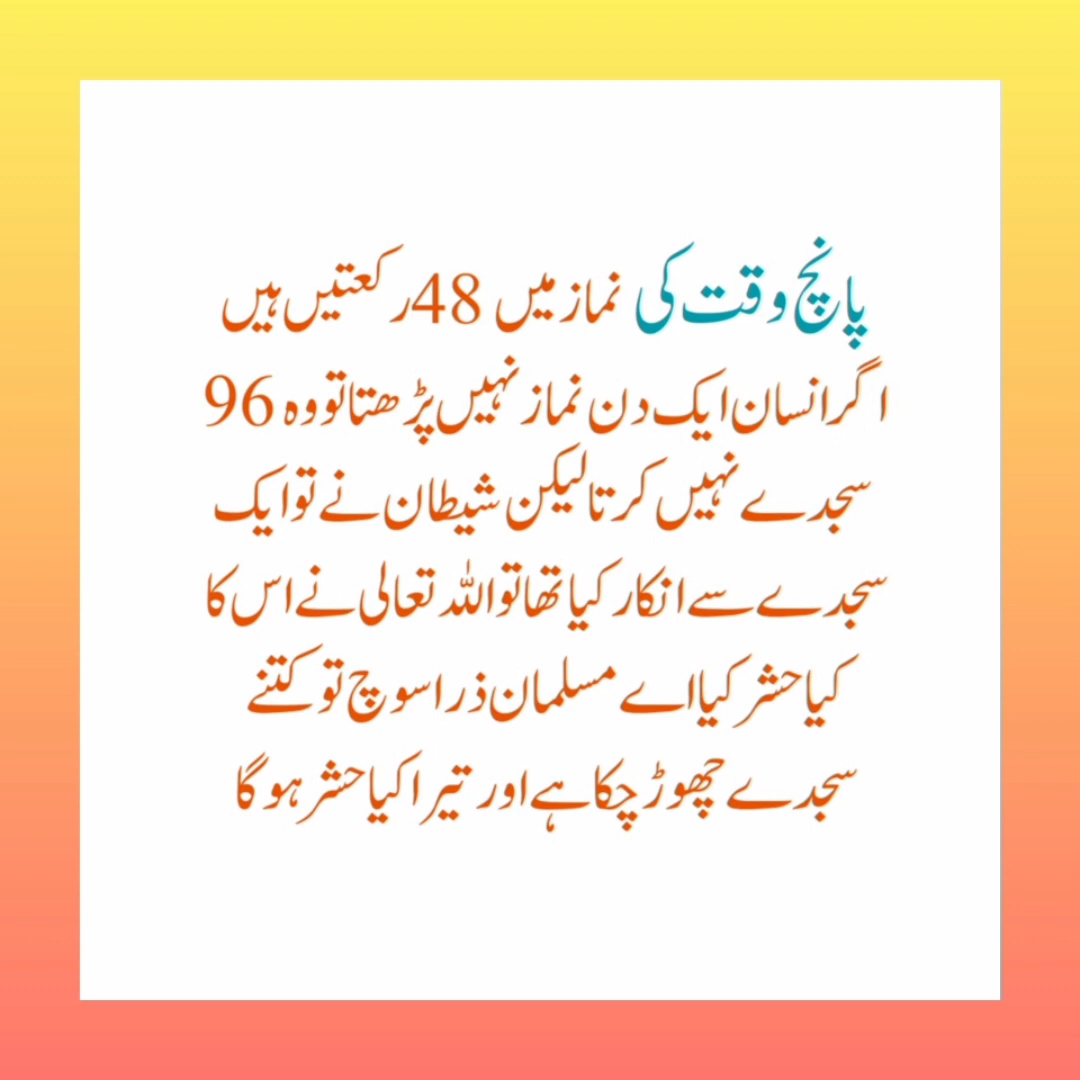 پانچ وقت کی نماز میں 48 رکعتیں ہیں
اگر انسان ایک دن نماز نہیں پڑھتا تو وہ 96
سجدے نہیں کرتا لیکن شیطان نے تو ایک
سجدے سے انکار کیا تھا تو اللہ تعالی نے اس کا
کیا حشر کیا اے مسلمان ذرا سوچ تو کتنے
سجدے چھوڑ چکا ہے اور تیرا کیا حشر ہو گا